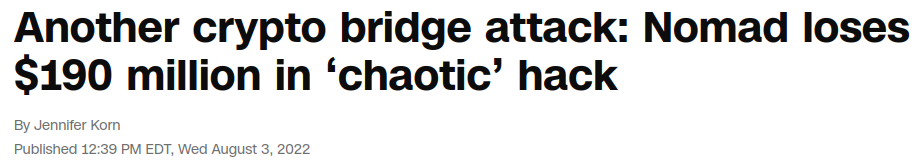 Another crypto bridge attack: Nomad loses
$190 million in ‘chaotic’ hack
By Jennifer Korn
Published 12:39 PM EDT, Wed August 3, 2022